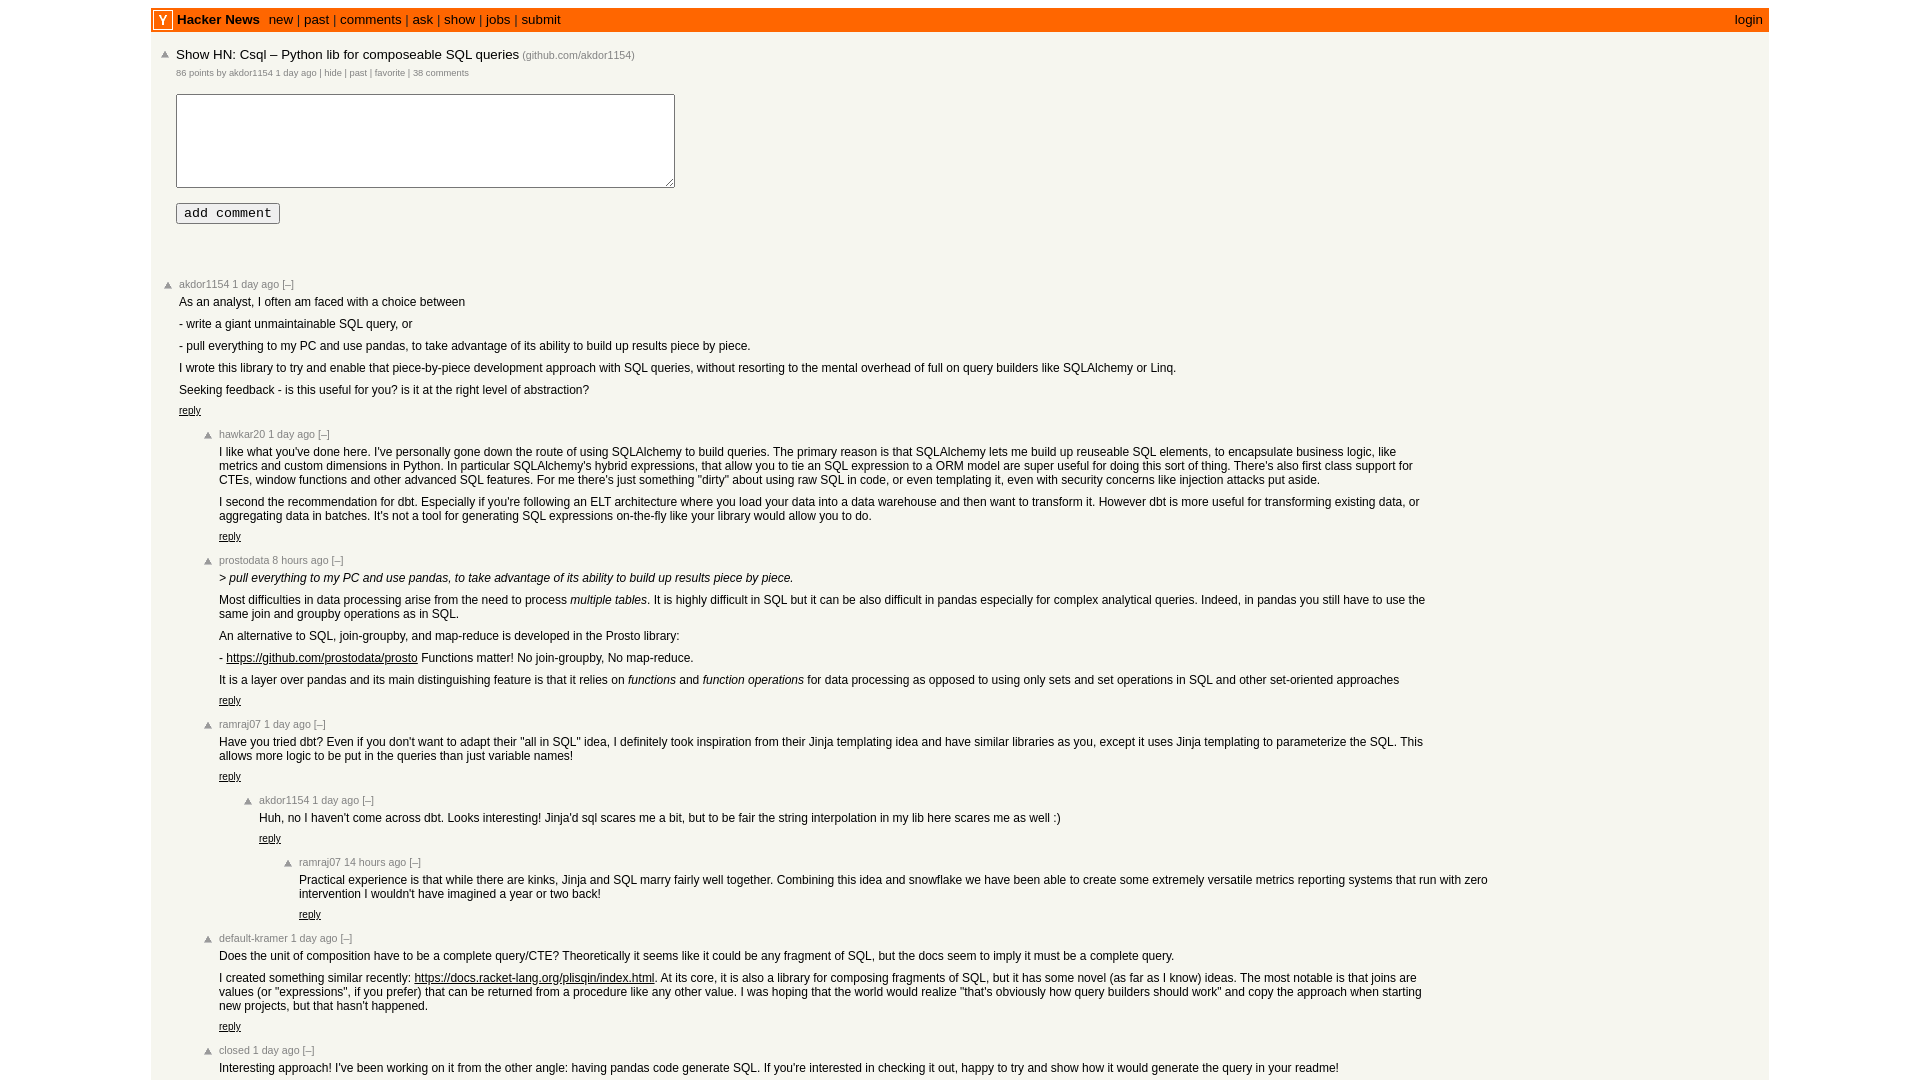 Y Hacker News new | past | comments | ask | show | jobs | submit login
Show HN: Csql – Python lib for composeable SQL queries (github.com/akdor1154)
86 points by akdor1154 1 day ago | hide | past | favorite | 38 comments
add comment
akdor1154 1 day ago [–]
As an analyst, I often am faced with a choice between
- write a giant unmaintainable SQL query, or
- pull everything to my PC and use pandas, to take advantage of its ability to build up results piece by piece.
I wrote this library to try and enable that piece-by-piece development approach with SQL queries, without resorting to the mental overhead of full on query builders like SQLAlchemy or Linq.
Seeking feedback - is this useful for you? is it at the right level of abstraction?
reply
hawkar20 1 day ago [–]
I like what you've done here. I've personally gone down the route of using SQLAlchemy to build queries. The primary reason is that SQLAlchemy lets me build up reuseable SQL elements, to encapsulate business logic, like
metrics and custom dimensions in Python. In particular SQLAlchemy's hybrid expressions, that allow you to tie an SQL expression to a ORM model are super useful for doing this sort of thing. There's also first class support for
CTEs, window functions and other advanced SQL features. For me there's just something "dirty" about using raw SQL in code, or even templating it, even with security concerns like injection attacks put aside.
I second the recommendation for dbt. Especially if you're following an ELT architecture where you load your data into a data warehouse and then want to transform it. However dbt is more useful for transforming existing data, or
aggregating data in batches. It's not a tool for generating SQL expressions on-the-fly like your library would allow you to do.
reply
prostodata 8 hours ago [–]
> pull everything to my PC and use pandas, to take advantage of its ability to build up results piece by piece.
Most difficulties in data processing arise from the need to process multiple tables. It is highly difficult in SQL but it can be also difficult in pandas especially for complex analytical queries. Indeed, in pandas you still have to use the
same join and groupby operations as in SQL.
An alternative to SQL, join-groupby, and map-reduce is developed in the Prosto library:
- https://github.com/prostodata/prosto Functions matter! No join-groupby, No map-reduce.
It is a layer over pandas and its main distinguishing feature is that it relies on functions and function operations for data processing as opposed to using only sets and set operations in SQL and other set-oriented approaches
reply
ramraj07 1 day ago [–]
Have you tried dbt? Even if you don't want to adapt their "all in SQL" idea, I definitely took inspiration from their Jinja templating idea and have similar libraries as you, except it uses Jinja templating to parameterize the SQL. This
allows more logic to be put in the queries than just variable names!
reply
akdor1154 1 day ago [–]
Huh, no I haven't come across dbt. Looks interesting! Jinja'd sql scares me a bit, but to be fair the string interpolation in my lib here scares me as well :)
reply
ramraj07 14 hours ago [–]
Practical experience is that while there are kinks, Jinja and SQL marry fairly well together. Combining this idea and snowflake we have been able to create some extremely versatile metrics reporting systems that run with zero
intervention I wouldn't have imagined a year or two back!
reply
default-kramer 1 day ago [–]
Does the unit of composition have to be a complete query/CTE? Theoretically it seems like it could be any fragment of SQL, but the docs seem to imply it must be a complete query.
I created something similar recently: https://docs.racket-lang.org/plisqin/index.html. At its core, it is also a library for composing fragments of SQL, but it has some novel (as far as I know) ideas. The most notable is that joins are
values (or "expressions", if you prefer) that can be returned from a procedure like any other value. I was hoping that the world would realize "that's obviously how query builders should work" and copy the approach when starting
new projects, but that hasn't happened.
reply
closed 1 day ago [–]
Interesting approach! I've been working on it from the other angle: having pandas code generate SQL. If you're interested in checking it out, happy to try and show how it would generate the query in your readme!